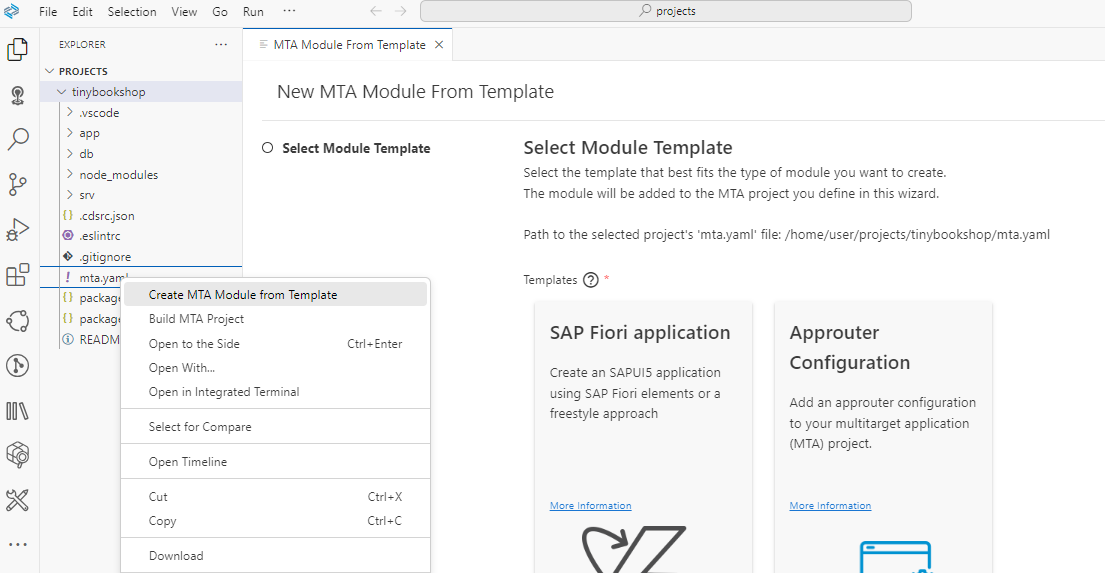 File Edit Selection View Go Run ···
projects
EXPLORER ···
MTA Module From Template
PROJECTS
tinybookshop
.vscode
app
db
node_modules
srv
{} .cdsrc.json
.eslintrc
.gitignore
! mta.yaml
{} package
{} package
README
Create MTA Module from Template
Build MTA Project
Open to the Side Ctrl+Enter
Open With...
Open in Integrated Terminal
Select for Compare
Open Timeline
Cut Ctrl+X
Copy Ctrl+C
Download
New MTA Module From Template
Select Module Template
Select Module Template
Select the template that best fits the type of module you want to create.
The module will be added to the MTA project you define in this wizard.
Path to the selected project's 'mta.yaml' file: /home/user/projects/tinybookshop/mta.yaml
Templates ? *
SAP Fiori application
Create an SAPUI5 application
using SAP Fiori elements or a
freestyle approach
More Information
Approuter
Configuration
Add an approuter configuration
to your multitarget application
(MTA) project.
More Information